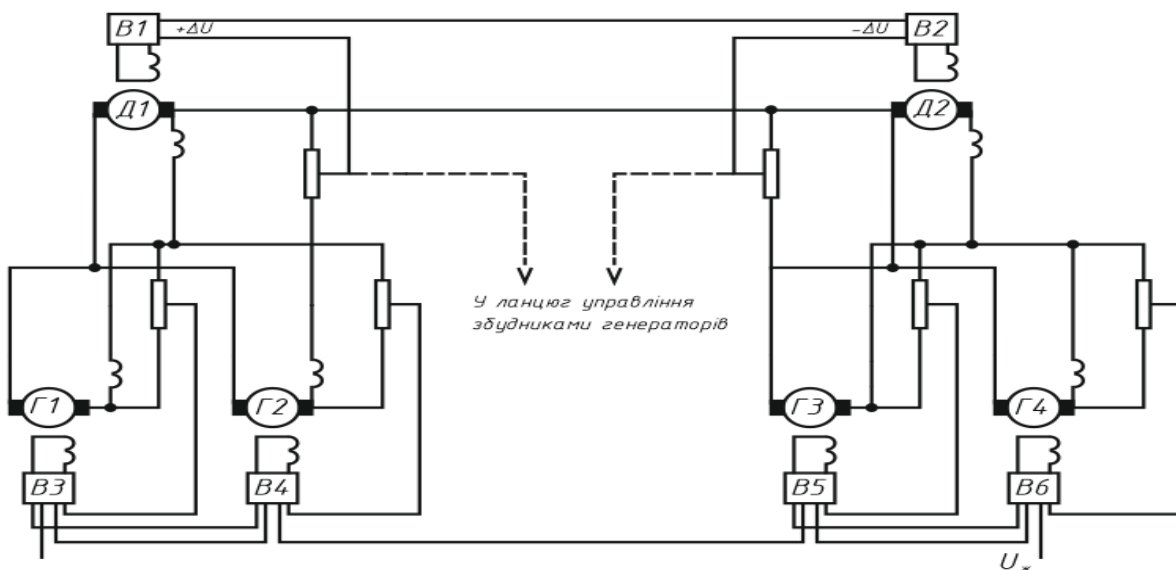 В1
+ΔU
−ΔU
В2
Д1
Д2
У ланцюг управління
збудниками генераторів
Г1
Г2
Г3
Г4
В3
В4
В5
В6